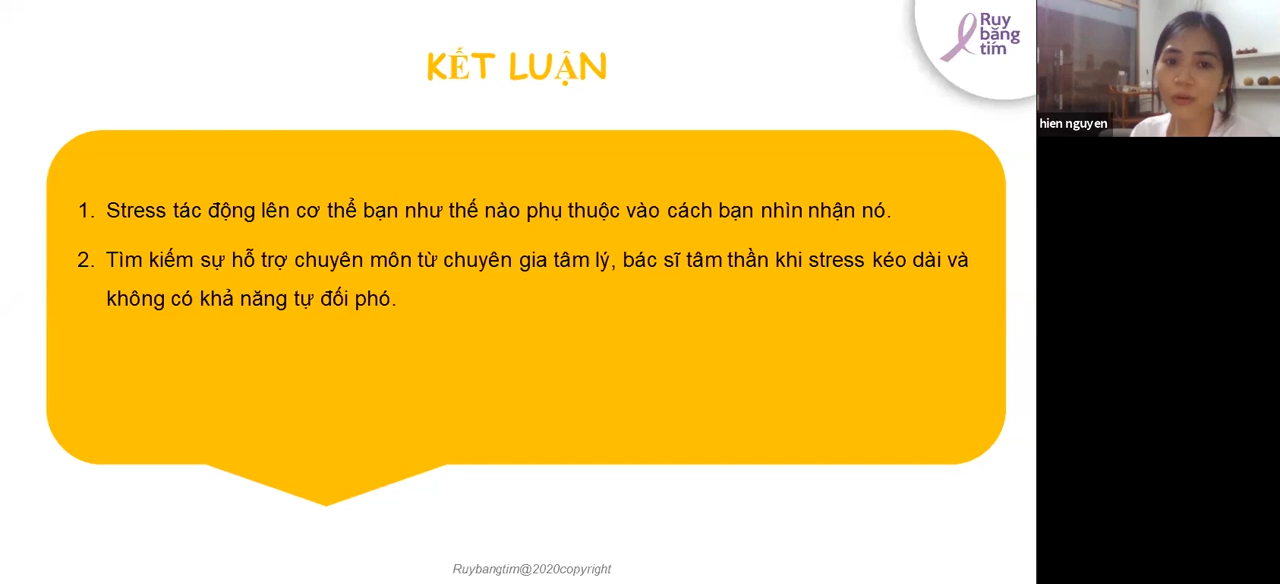 KẾT LUẬN
Ruy
băng
tím
hien nguyen
1. Stress tác động lên cơ thể bạn như thế nào phụ thuộc vào cách bạn nhìn nhận nó.
2. Tìm kiếm sự hỗ trợ chuyên môn từ chuyên gia tâm lý, bác sĩ tâm thần khi stress kéo dài và
không có khả năng tự đối phó.
Ruybangtim@2020copyright